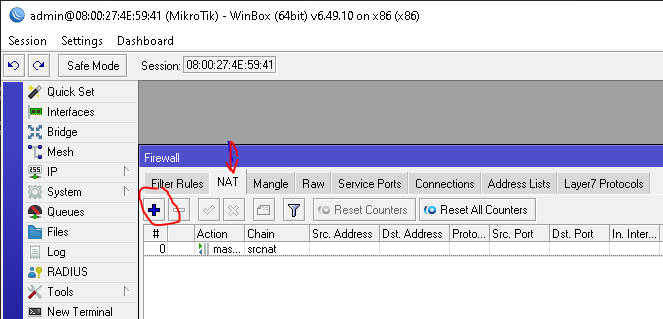 admin@08:00:27:4E:59:41 (MikroTik) - WinBox (64bit) v6.49.10 on x86 (x86)
Session Settings Dashboard
Safe Mode Session: 08:00:27:4E:59:41
Quick Set
Interfaces
Bridge
Mesh
IP
System
Queues
Files
Log
RADIUS
Tools
New Terminal
Firewall
Filter Rules NAT Mangle Raw Service Ports Connections Address Lists Layer7 Protocols
Reset Counters Reset All Counters
# Action Chain Src. Address Dst. Address Proto... Src. Port Dst. Port In. Inter...
0 mas... srcnat